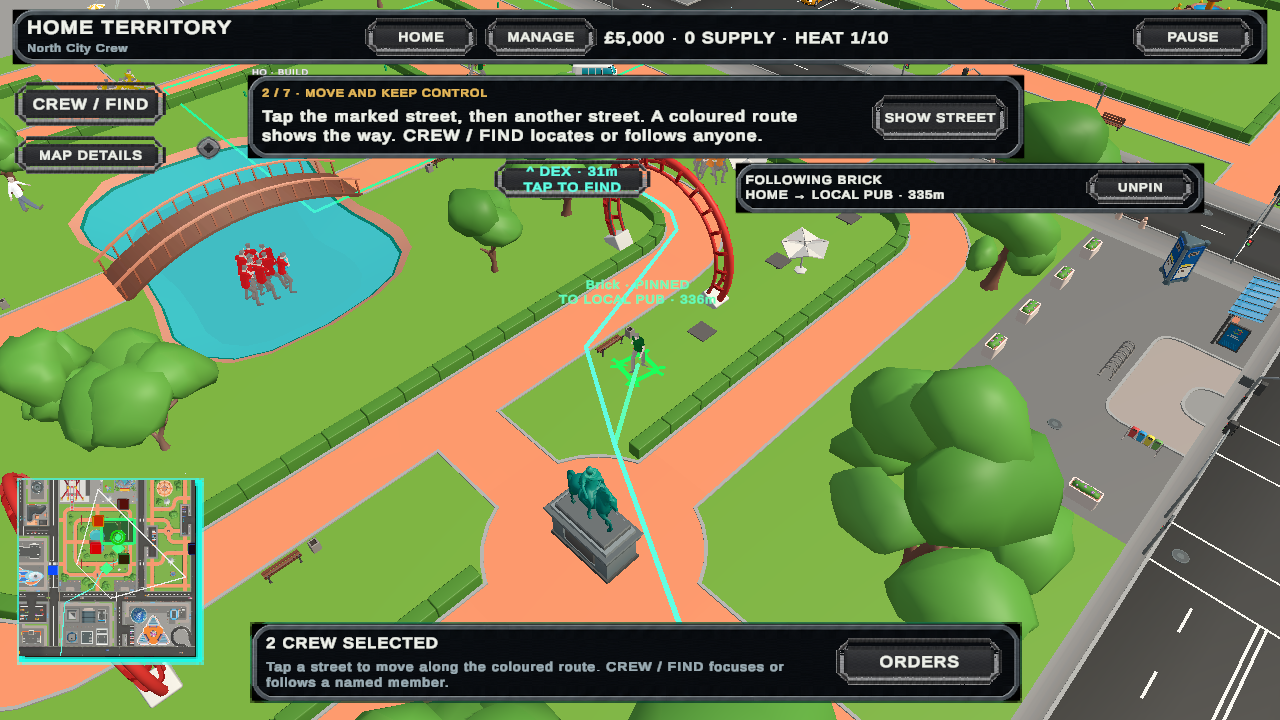 HOME TERRITORY
North City Crew
HOME
MANAGE
£5,000 · 0 SUPPLY · HEAT 1/10
PAUSE
HQ · BUILD
CREW / FIND
MAP DETAILS
2 / 7 · MOVE AND KEEP CONTROL
Tap the marked street, then another street. A coloured route
shows the way. CREW / FIND locates or follows anyone.
SHOW STREET
^ DEX · 31m
TAP TO FIND
FOLLOWING BRICK
HOME → LOCAL PUB · 335m
UNPIN
Brick · PINNED
TO LOCAL PUB · 336m
2 CREW SELECTED
Tap a street to move along the coloured route. CREW / FIND focuses or
follows a named member.
ORDERS